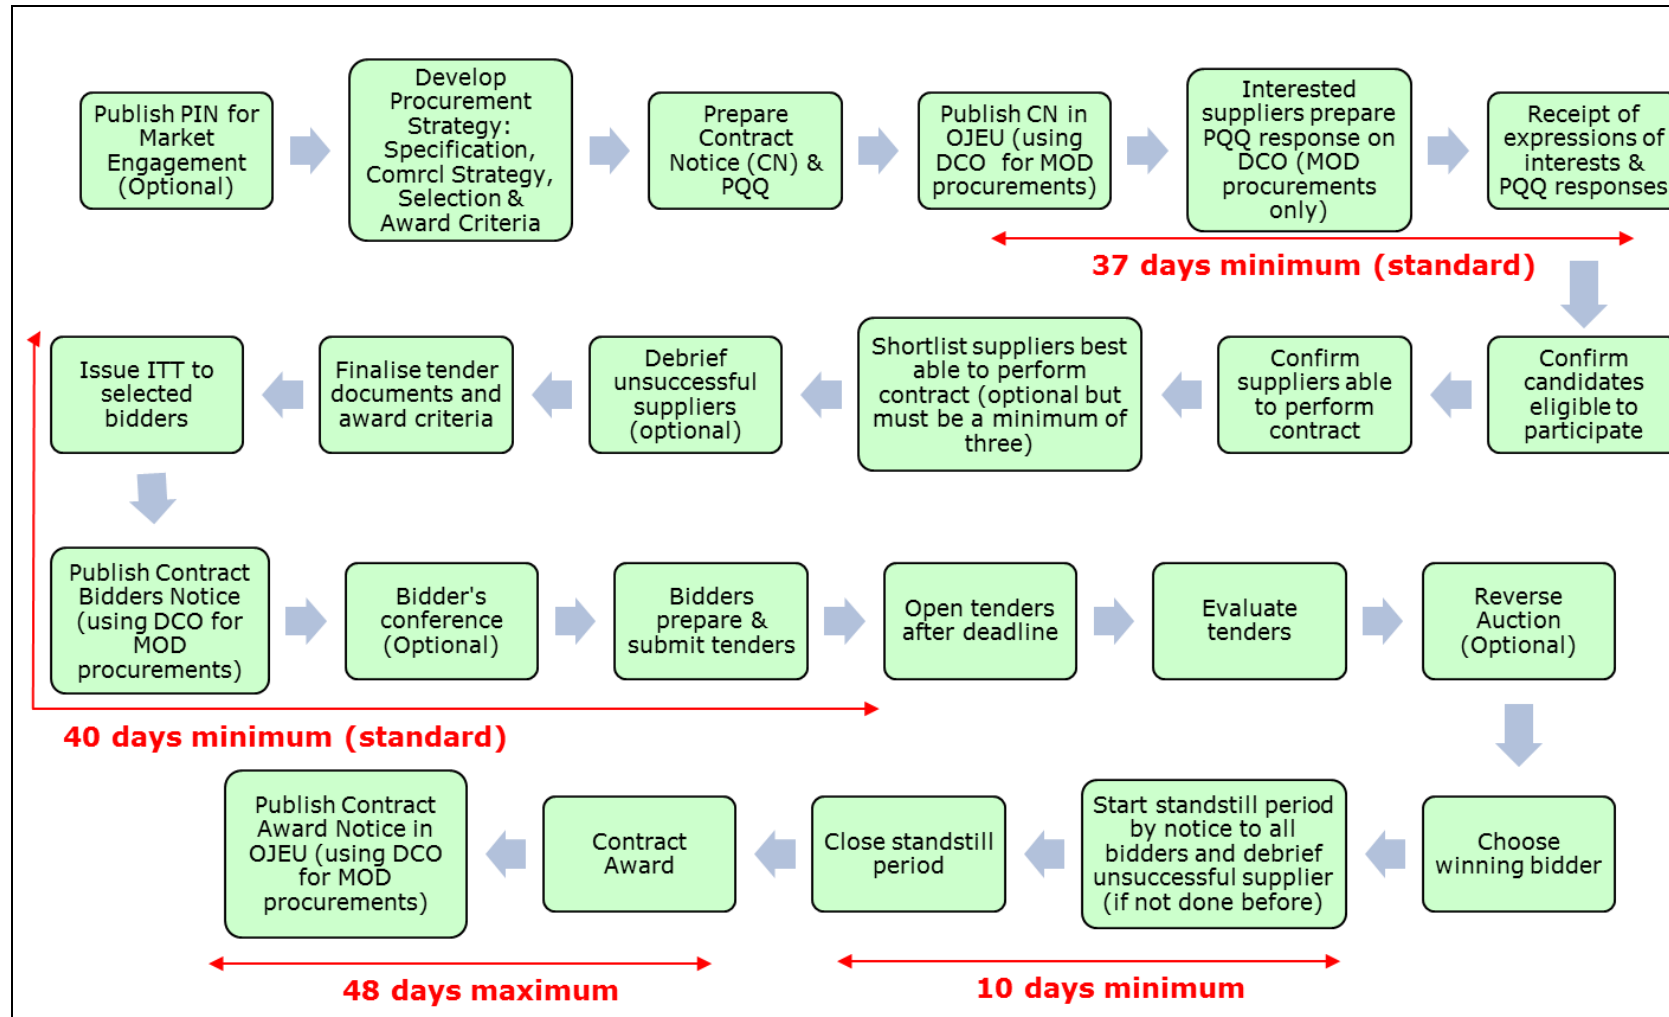 Publish PIN for
Market
Engagement
(Optional)
Develop
Procurement
Strategy:
Specification,
Comrcl Strategy,
Selection &
Award Criteria
Prepare
Contract
Notice (CN) &
PQQ
Publish CN in
OJEU (using
DCO for MOD
procurements)
Interested
suppliers prepare
PQQ response on
DCO (MOD
procurements
only)
Receipt of
expressions of
interests &
PQQ responses
37 days minimum (standard)
Confirm
candidates
eligible to
participate
Confirm
suppliers able
to perform
contract
Shortlist suppliers best
able to perform
contract (optional but
must be a minimum of
three)
Debrief
unsuccessful
suppliers
(optional)
Finalise tender
documents and
award criteria
Issue ITT to
selected
bidders
Publish Contract
Bidders Notice
(using DCO for
MOD
procurements)
Bidder's
conference
(Optional)
Bidders
prepare &
submit tenders
Open tenders
after deadline
Evaluate
tenders
Reverse
Auction
(Optional)
40 days minimum (standard)
Choose
winning bidder
Start standstill period
by notice to all
bidders and debrief
unsuccessful supplier
(if not done before)
Close standstill
period
Contract
Award
Publish Contract
Award Notice in
OJEU (using DCO
for MOD
procurements)
48 days maximum
10 days minimum